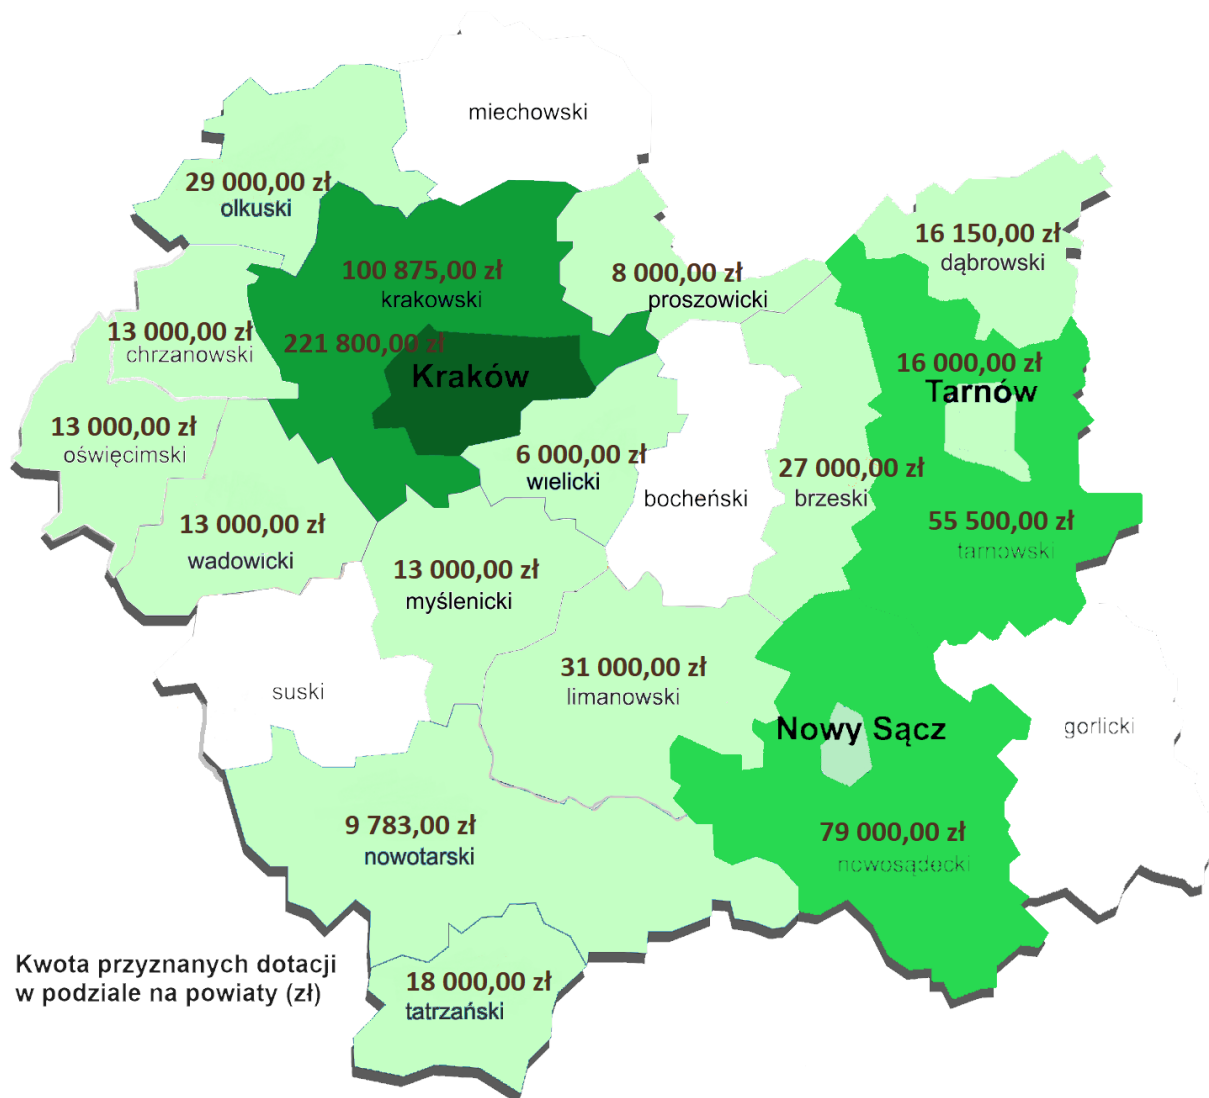 miechowski
29 000,00 zł
olkuski
16 150,00 zł
dąbrowski
100 875,00 zł
krakowski
8 000,00 zł
proszowicki
13 000,00 zł
chrzanowski
221 800,00 zł
Kraków
16 000,00 zł
Tarnów
13 000,00 zł
oświęcimski
6 000,00 zł
wielicki
bocheński
27 000,00 zł
brzeski
13 000,00 zł
wadowicki
55 500,00 zł
tarnowski
13 000,00 zł
myślenicki
31 000,00 zł
limanowski
suski
Nowy Sącz
gorlicki
9 783,00 zł
nowotarski
79 000,00 zł
nowosądecki
Kwota przyznanych dotacji
w podziale na powiaty (zł)
18 000,00 zł
tatrzański